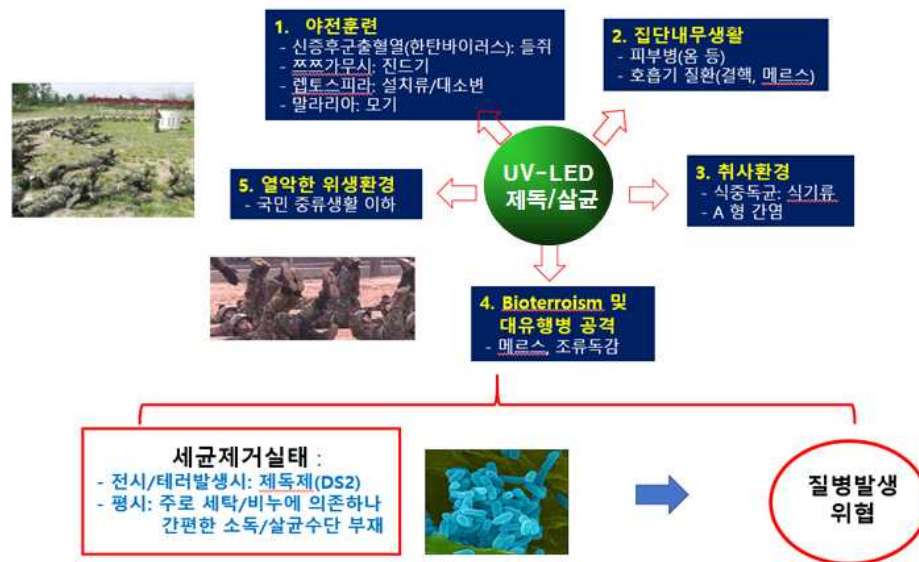 1. 야전훈련
- 신증후군출혈열(한탄바이러스): 들쥐
- 쯔쯔가무시: 진드기
- 렙토스피라: 설치류/대소변
- 말라리아: 모기
2. 집단내무생활
- 피부병(옴 등)
- 호흡기 질환(결핵, 메르스)
UV-LED
제독/살균
5. 열악한 위생환경
- 국민 중류생활 이하
3. 취사환경
- 식중독균: 식기류
- A 형 간염
4. Bioterroism 및
대유행병 공격
- 메르스, 조류독감
세균제거실태 :
- 전시/테러발생시: 제독제(DS2)
- 평시: 주로 세탁/비누에 의존하나
간편한 소독/살균수단 부재
질병발생
위협